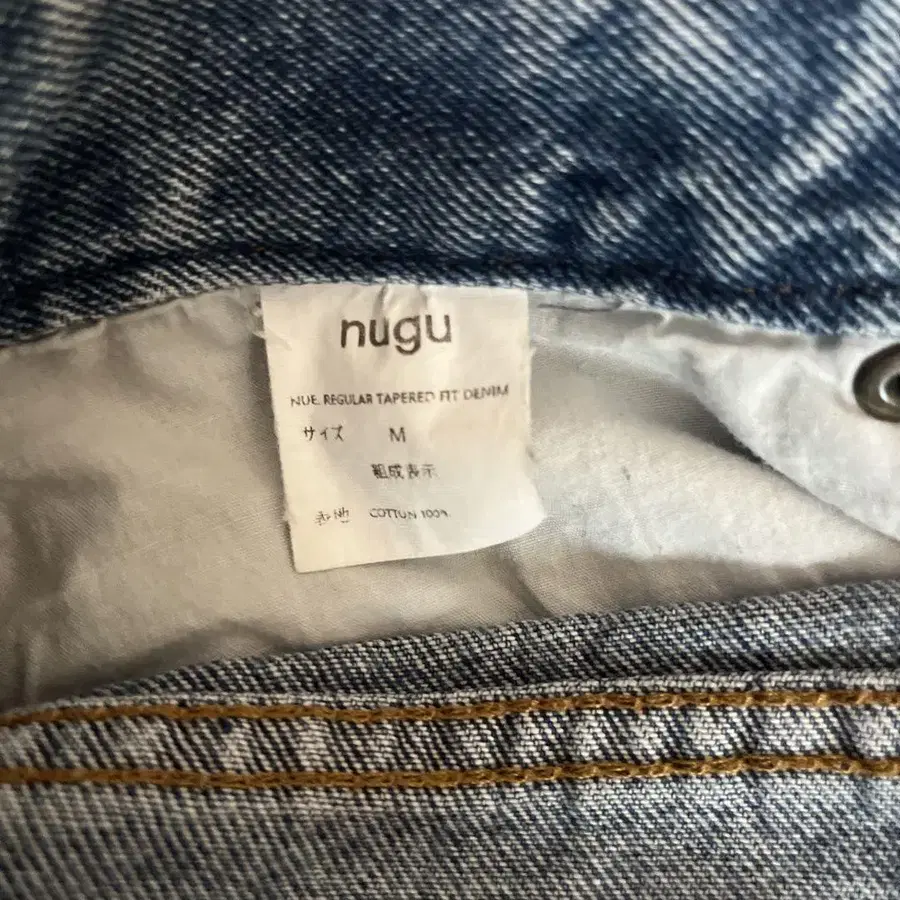 nugu
NUE. REGULAR TAPERED FIT DENIM
サイズ M
組成表示
表地 COTTON 100%